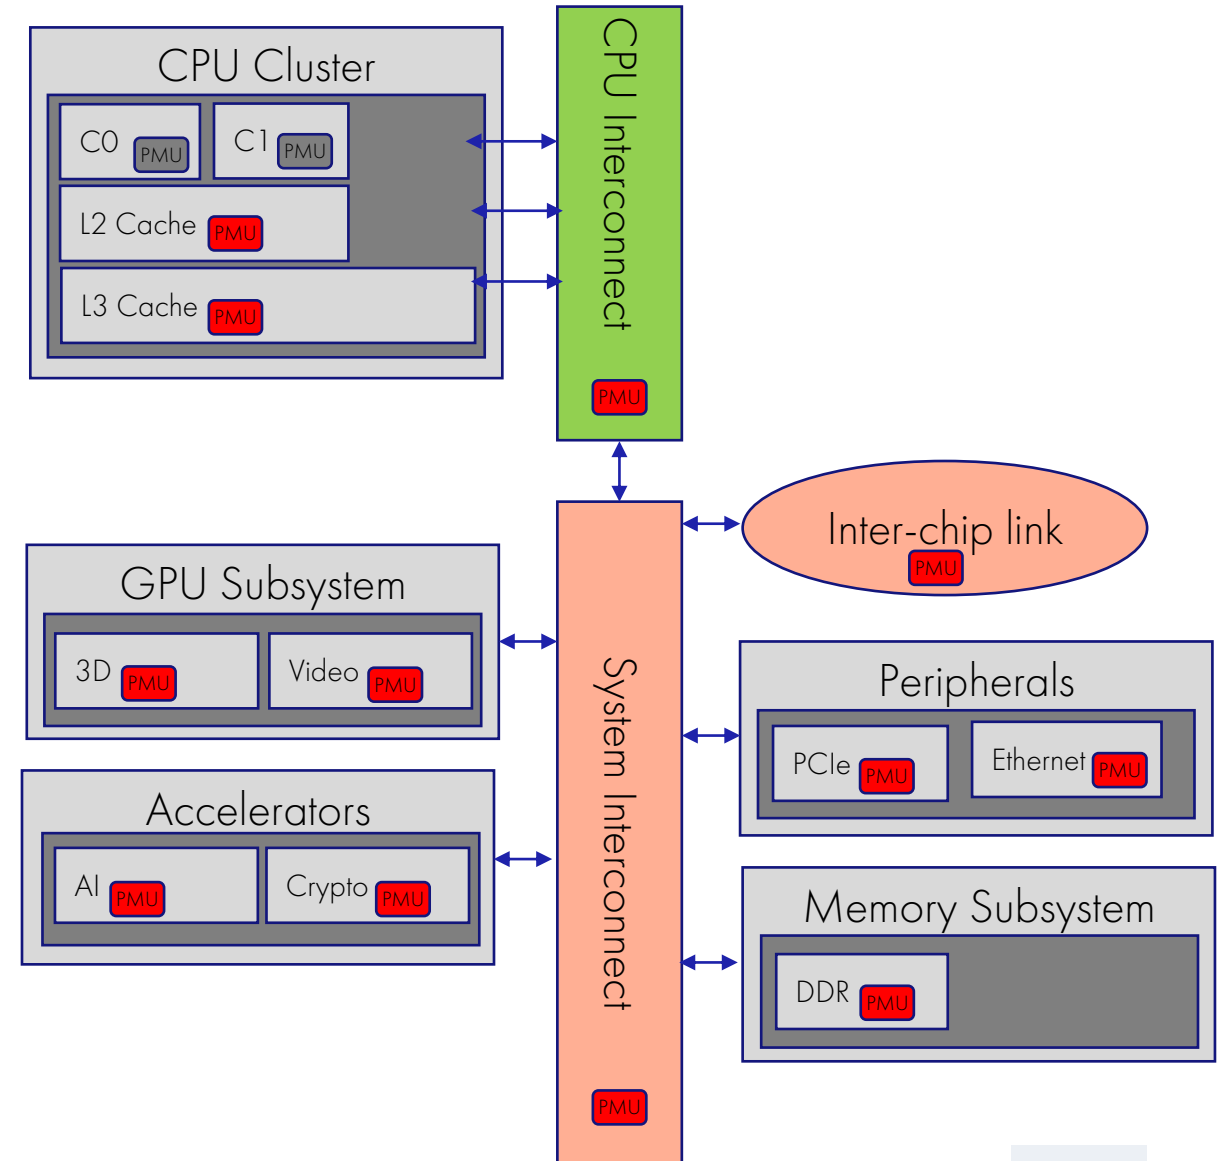 CPU Cluster
C0 PMU
C1 PMU
L2 Cache PMU
L3 Cache PMU
CPU Interconnect
PMU
Inter-chip link
PMU
GPU Subsystem
3D PMU
Video PMU
System Interconnect
PMU
Peripherals
PCIe PMU
Ethernet PMU
Accelerators
AI PMU
Crypto PMU
Memory Subsystem
DDR PMU